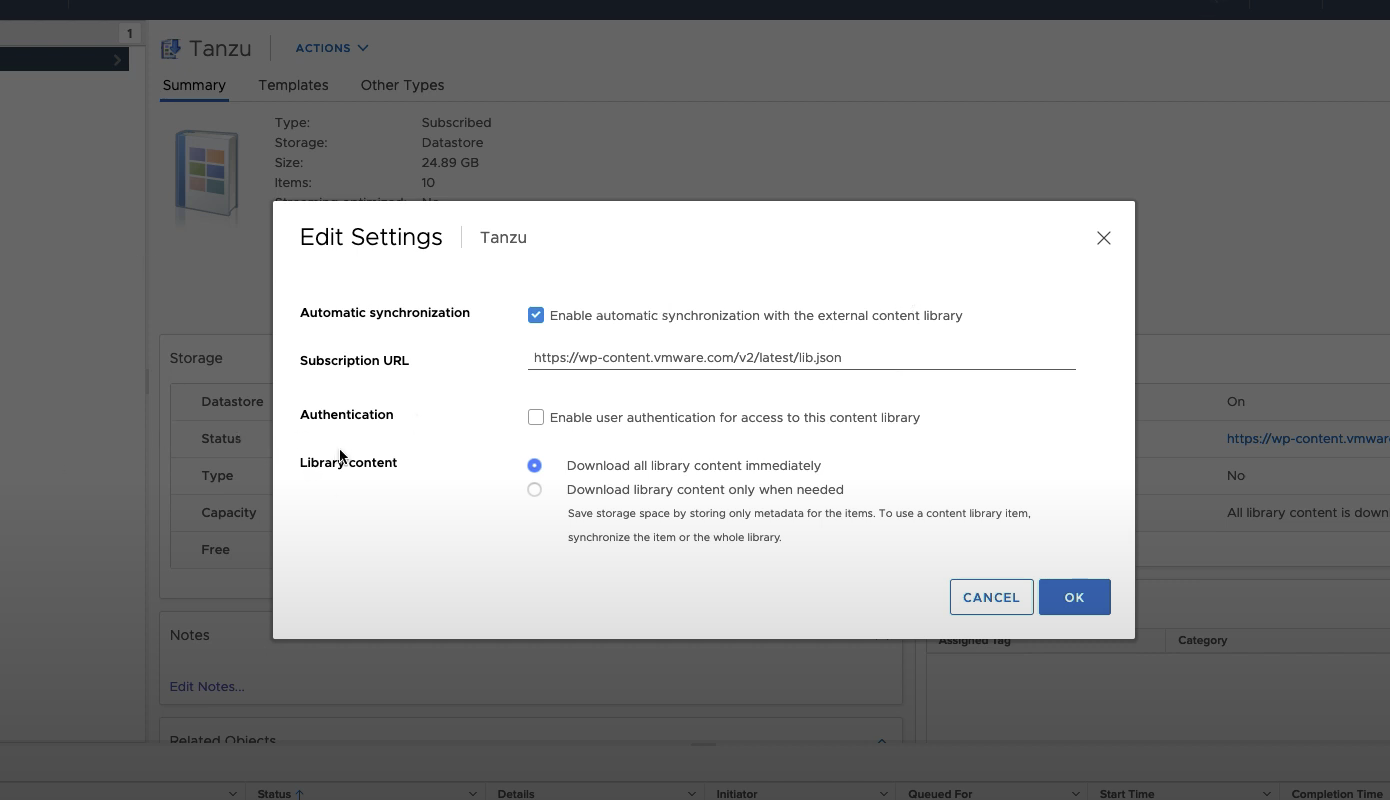 1
Tanzu
ACTIONS
Summary Templates Other Types
Type: Subscribed
Storage: Datastore
Size: 24.89 GB
Items: 10
Edit Settings Tanzu
Automatic synchronization Enable automatic synchronization with the external content library
Subscription URL https://wp-content.vmware.com/v2/latest/lib.json
Authentication Enable user authentication for access to this content library
Library content Download all library content immediately
Download library content only when needed
Save storage space by storing only metadata for the items. To use a content library item,
synchronize the item or the whole library.
CANCEL OK
Storage
Datastore On
Status https://wp-content.vmwar
Type No
Capacity All library content is down
Free
Notes
Edit Notes...
Assigned Tag Category
Related Objects
Status Details Initiator Queued For Start Time Completion Time